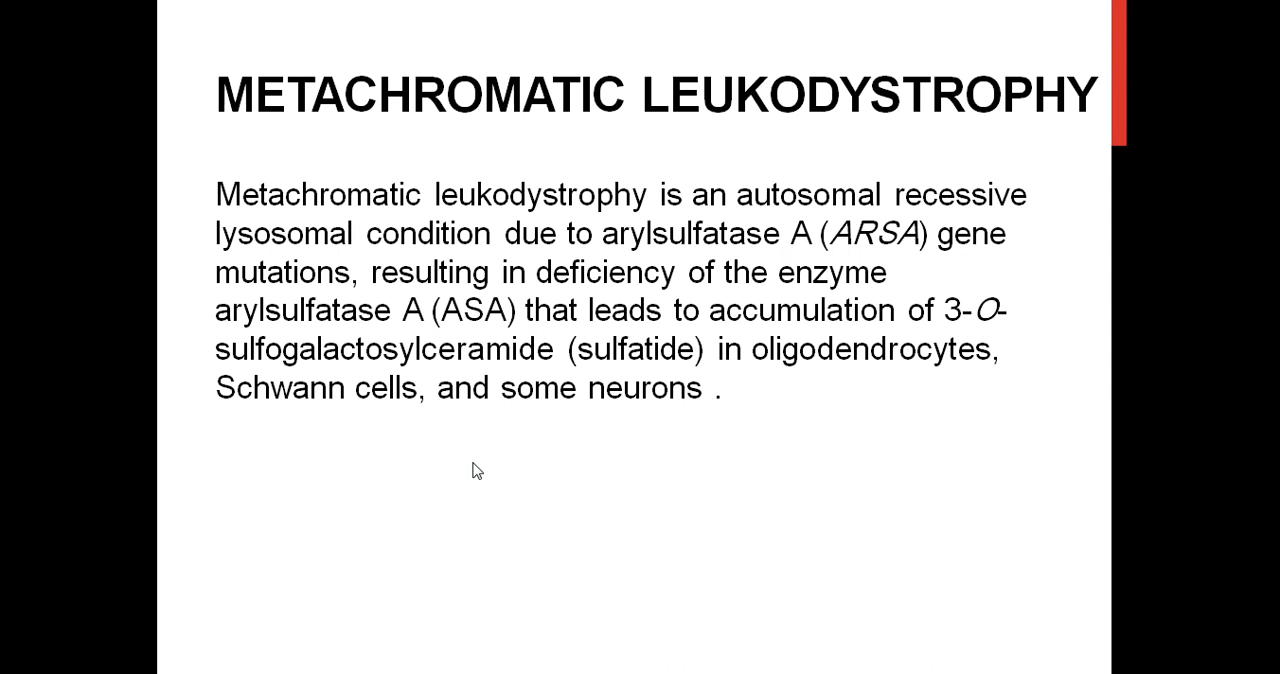 METACHROMATIC LEUKODYSTROPHY
Metachromatic leukodystrophy is an autosomal recessive
lysosomal condition due to arylsulfatase A (ARSA) gene
mutations, resulting in deficiency of the enzyme
arylsulfatase A (ASA) that leads to accumulation of 3-O-
sulfogalactosylceramide (sulfatide) in oligodendrocytes,
Schwann cells, and some neurons .